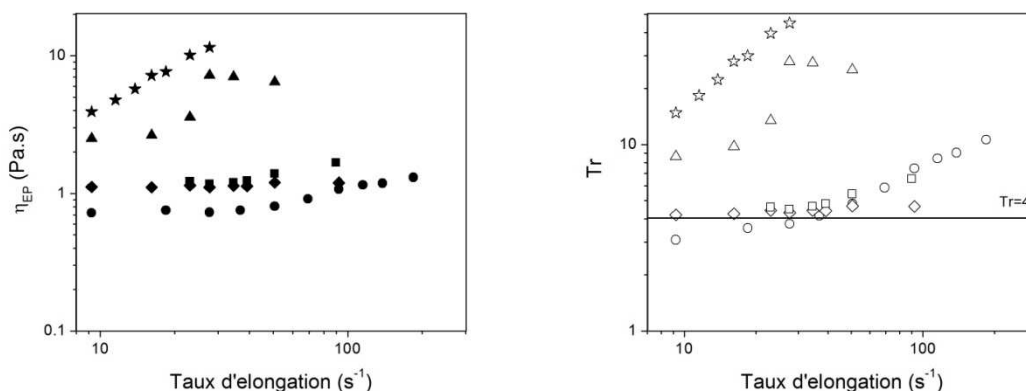 10
η_EP (Pa.s)
1
0.1
10
100
Taux d'elongation (s⁻¹)
Tr
10
Tr=4
1
10
100
Taux d'elongation (s⁻¹)